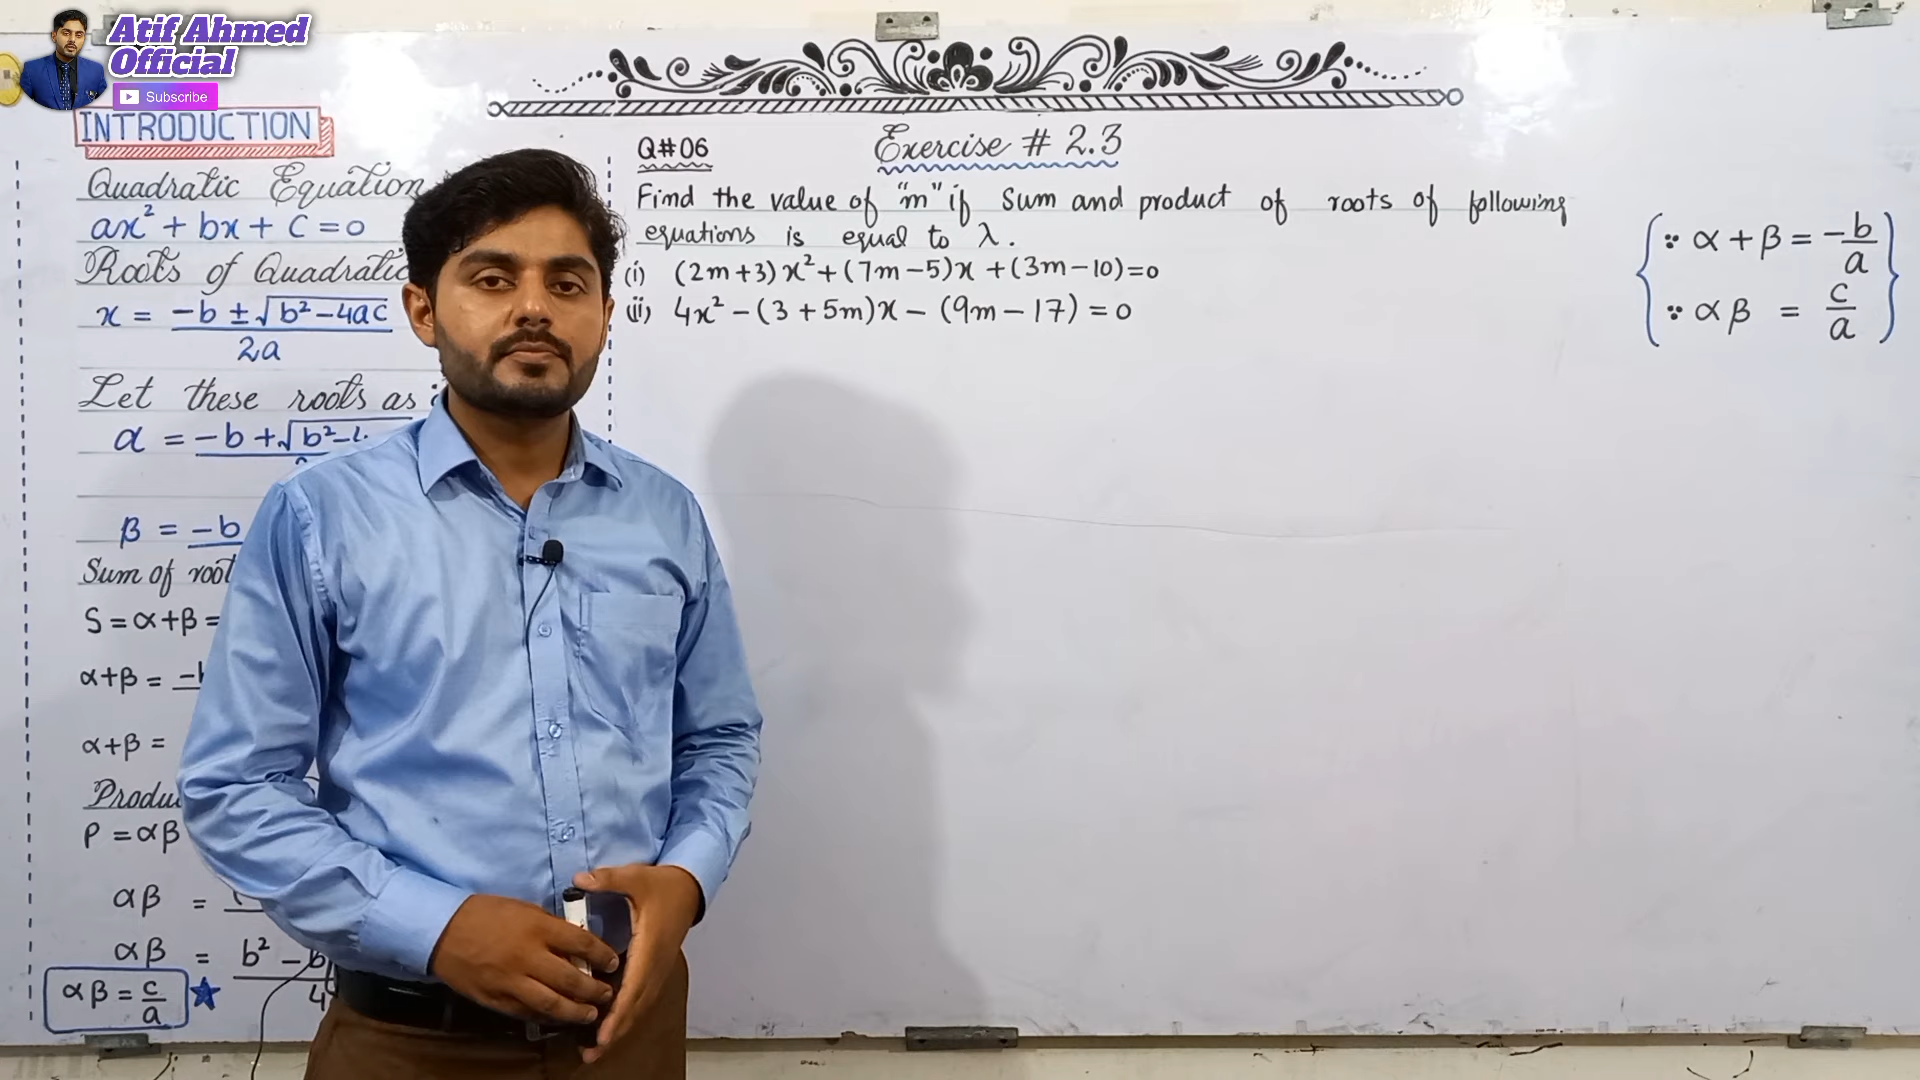 Atif Ahmed
Official
Subscribe
INTRODUCTION
Quadratic Equation
ax² + bx + c = 0
Roots of Quadratic
x = -b ± √b² - 4ac
2a
Let these roots as
α = -b + √b² -
β = -b
Sum of root
S = α + β =
α + β = -
α + β =
Produ
P = αβ
αβ =
αβ = b² -
4
αβ = c/a
Exercise # 2.3
Q#06
Find the value of "m" if Sum and product of roots of following
equations is equal to λ.
(i) (2m+3)x² + (7m-5)x + (3m-10) = 0
(ii) 4x² - (3+5m)x - (9m-17) = 0
∵ α + β = -b/a
∵ αβ = c/a